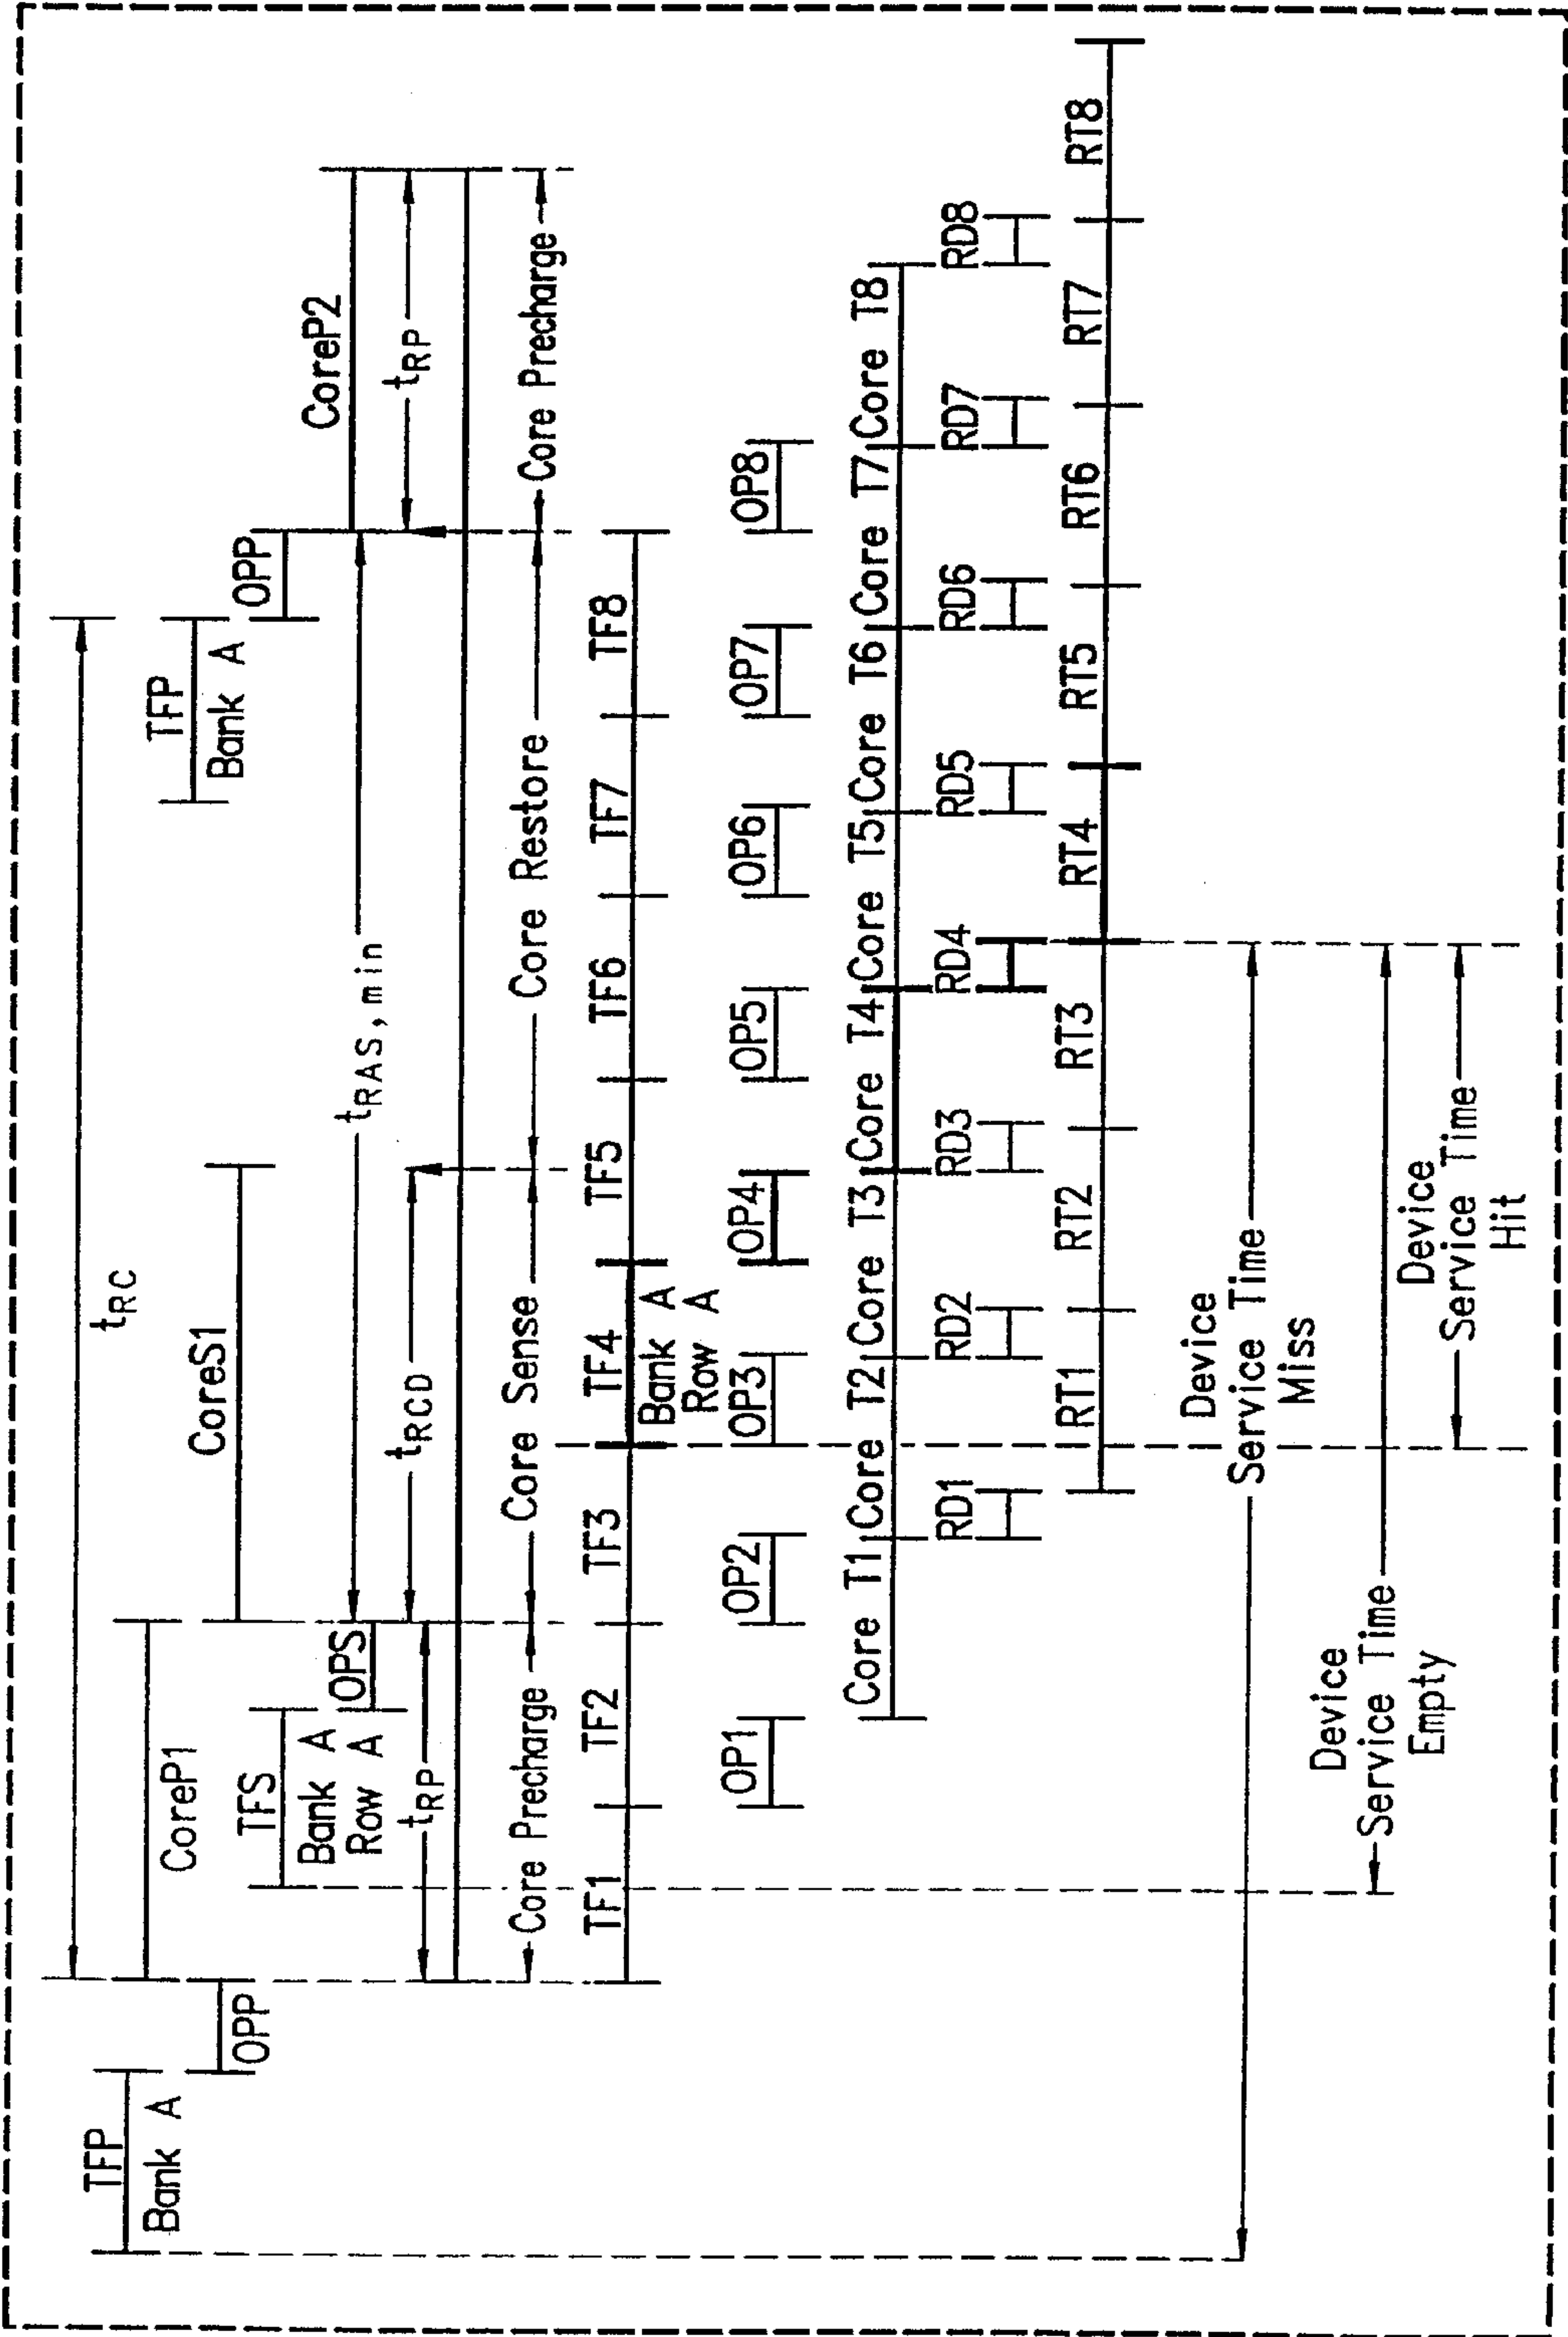 tRC
TFP
Bank A
TFP
Bank A
CoreP1
OPP
CoreS1
OPP
TFS
Bank A
Row A
OPS
CoreP2
tRAS,min
tRP
tRCD
tRP
Core Precharge
Core Sense
Core Restore
Core Precharge
TF1 TF2 TF3 TF4 TF5 TF6 TF7 TF8
Bank A
Row A
OP1 OP2 OP3 OP4 OP5 OP6 OP7 OP8
Core T1 Core T2 Core T3 Core T4 Core T5 Core T6 Core T7 Core T8
RD1 RD2 RD3 RD4 RD5 RD6 RD7 RD8
RT1 RT2 RT3 RT4 RT5 RT6 RT7 RT8
Device
Service Time
Miss
Device
Service Time
Empty
Device
Service Time
Hit